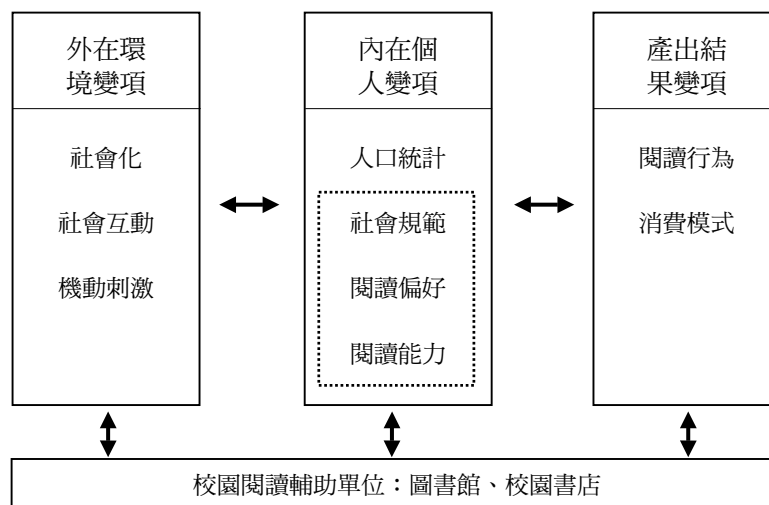 外在環
境變項
社會化
社會互動
機動刺激
內在個
人變項
人口統計
社會規範
閱讀偏好
閱讀能力
產出結
果變項
閱讀行為
消費模式
校園閱讀輔助單位：圖書館、校園書店